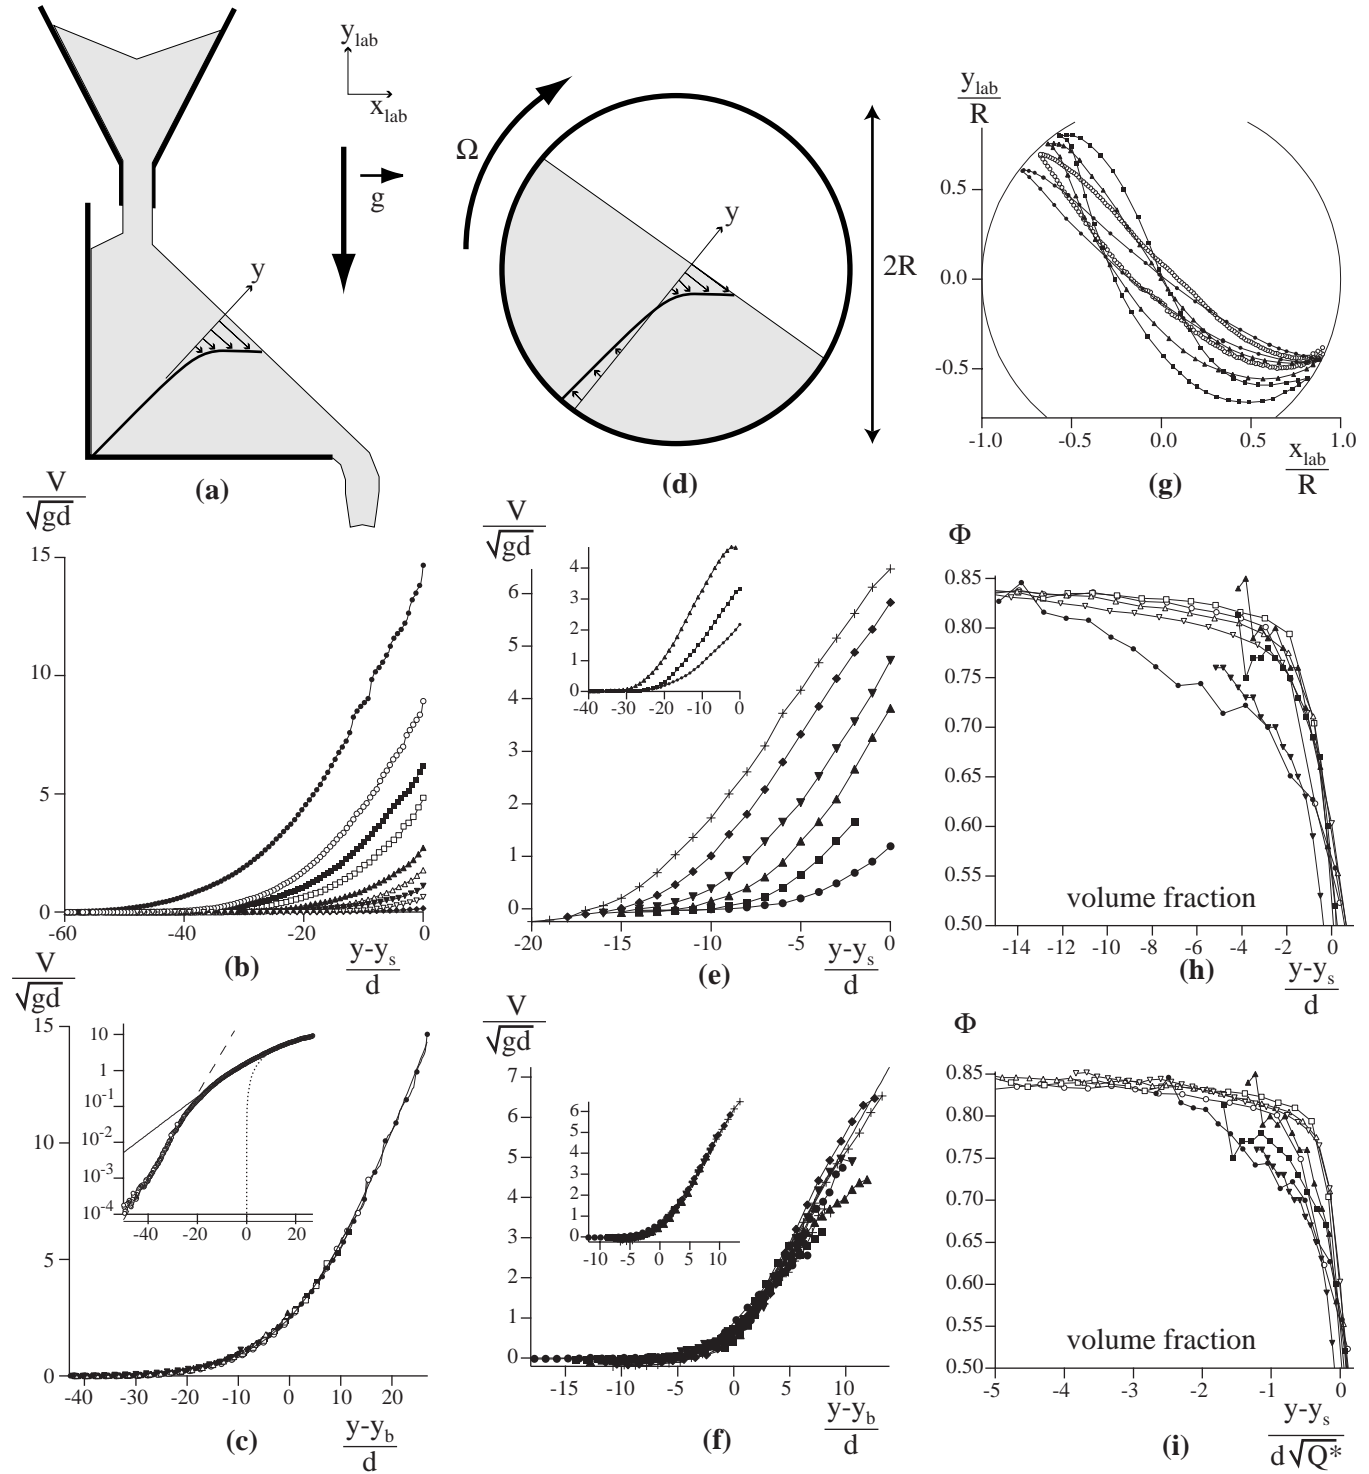 y_lab
x_lab
g
y
(a)
Ω
y
2R
(d)
y_lab
R
0.5
0.0
-0.5
-1.0 -0.5 0.0 0.5 1.0
x_lab
R
(g)
V
√gd
15
10
5
0
-60 -40 -20 0
(b)
y-y_s
d
V
√gd
6
5
4
3
2
1
0
-20 -15 -10 -5 0
4
3
2
1
0
-40 -30 -20 -10 0
(e)
y-y_s
d
Φ
0.85
0.80
0.75
0.70
0.65
0.60
0.55
0.50
volume fraction
-14 -12 -10 -8 -6 -4 -2 0
(h)
y-y_s
d
V
√gd
15
10
5
0
-40 -30 -20 -10 0 10 20
10
1
10^-1
10^-2
10^-3
10^-4
-40 -20 0 20
(c)
y-y_b
d
V
√gd
7
6
5
4
3
2
1
0
-15 -10 -5 0 5 10
6
5
4
3
2
1
0
-10 -5 0 5 10
(f)
y-y_b
d
Φ
0.85
0.80
0.75
0.70
0.65
0.60
0.55
0.50
volume fraction
-5 -4 -3 -2 -1 0
(i)
y-y_s
d√Q*